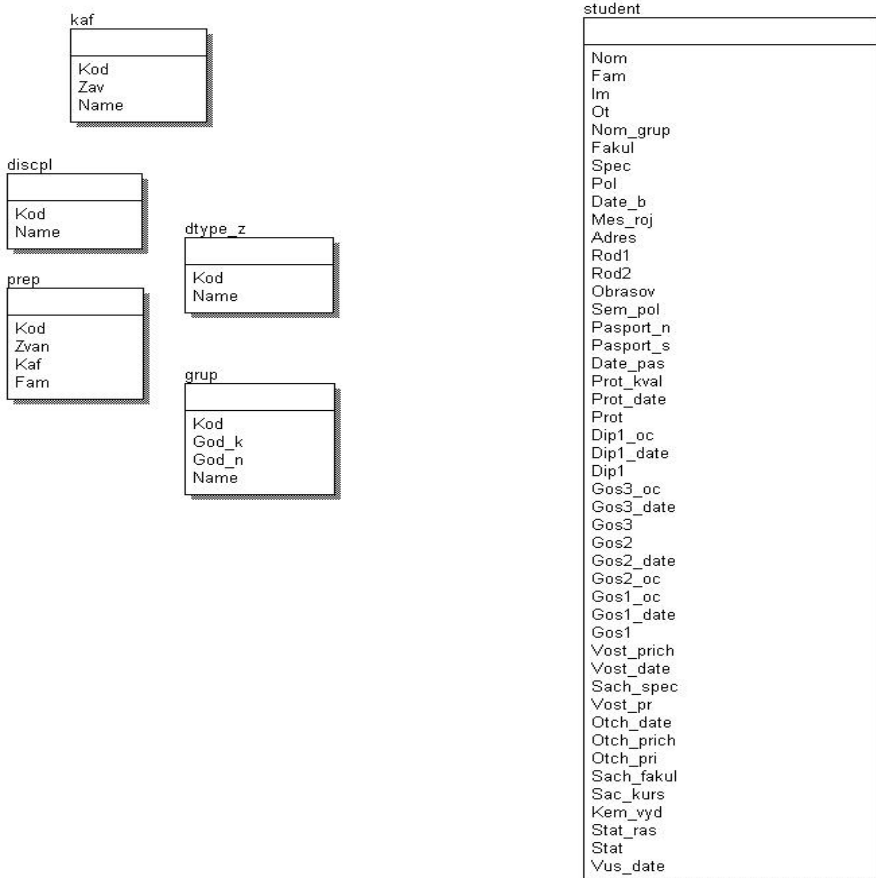 kaf
Kod
Zav
Name
discpl
Kod
Name
dtype_z
Kod
Name
prep
Kod
Zvan
Kaf
Fam
grup
Kod
God_k
God_n
Name
student
Nom
Fam
Im
Ot
Nom_grup
Fakul
Spec
Pol
Date_b
Mes_roj
Adres
Rod1
Rod2
Obrasov
Sem_pol
Pasport_n
Pasport_s
Date_pas
Prot_kval
Prot_date
Prot
Dip1_oc
Dip1_date
Dip1
Gos3_oc
Gos3_date
Gos3
Gos2
Gos2_date
Gos2_oc
Gos1_oc
Gos1_date
Gos1
Vost_prich
Vost_date
Sach_spec
Vost_pr
Otch_date
Otch_prich
Otch_pri
Sach_fakul
Sac_kurs
Kem_vyd
Stat_ras
Stat
Vus_date